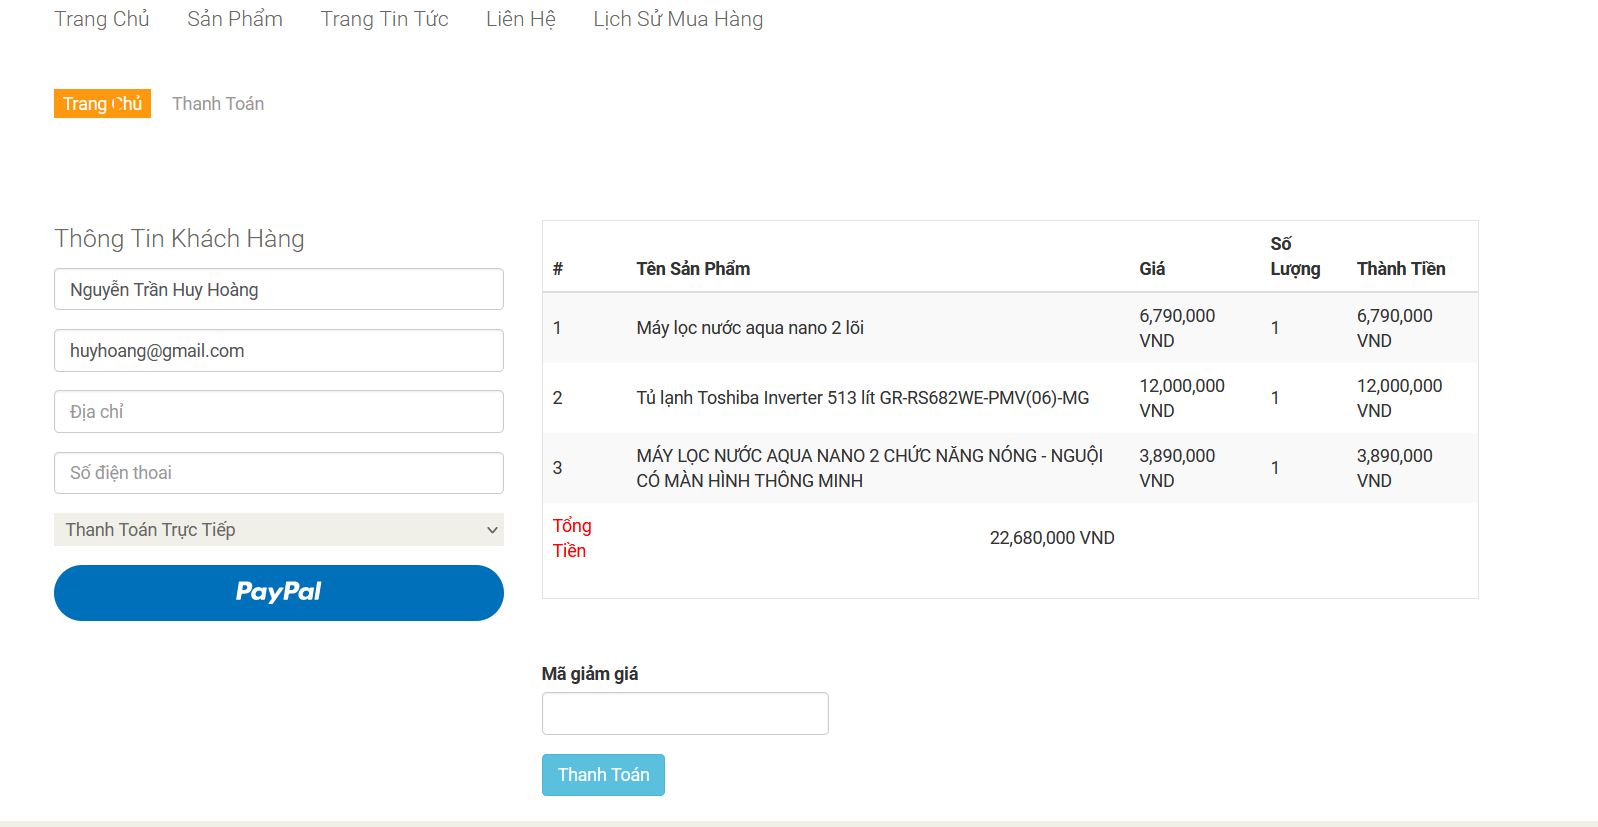 Trang Chủ Sản Phẩm Trang Tin Tức Liên Hệ Lịch Sử Mua Hàng
Trang Chủ Thanh Toán
Thông Tin Khách Hàng
Nguyễn Trần Huy Hoàng
huyhoang@gmail.com
Địa chỉ
Số điện thoai
Thanh Toán Trực Tiếp
PayPal
# Tên Sản Phẩm Giá Số Lượng Thành Tiền
1 Máy lọc nước aqua nano 2 lõi 6,790,000 VND 1 6,790,000 VND
2 Tủ lạnh Toshiba Inverter 513 lít GR-RS682WE-PMV(06)-MG 12,000,000 VND 1 12,000,000 VND
3 MÁY LỌC NƯỚC AQUA NANO 2 CHỨC NĂNG NÓNG - NGUỘI CÓ MÀN HÌNH THÔNG MINH 3,890,000 VND 1 3,890,000 VND
Tổng Tiền 22,680,000 VND
Mã giảm giá
Thanh Toán